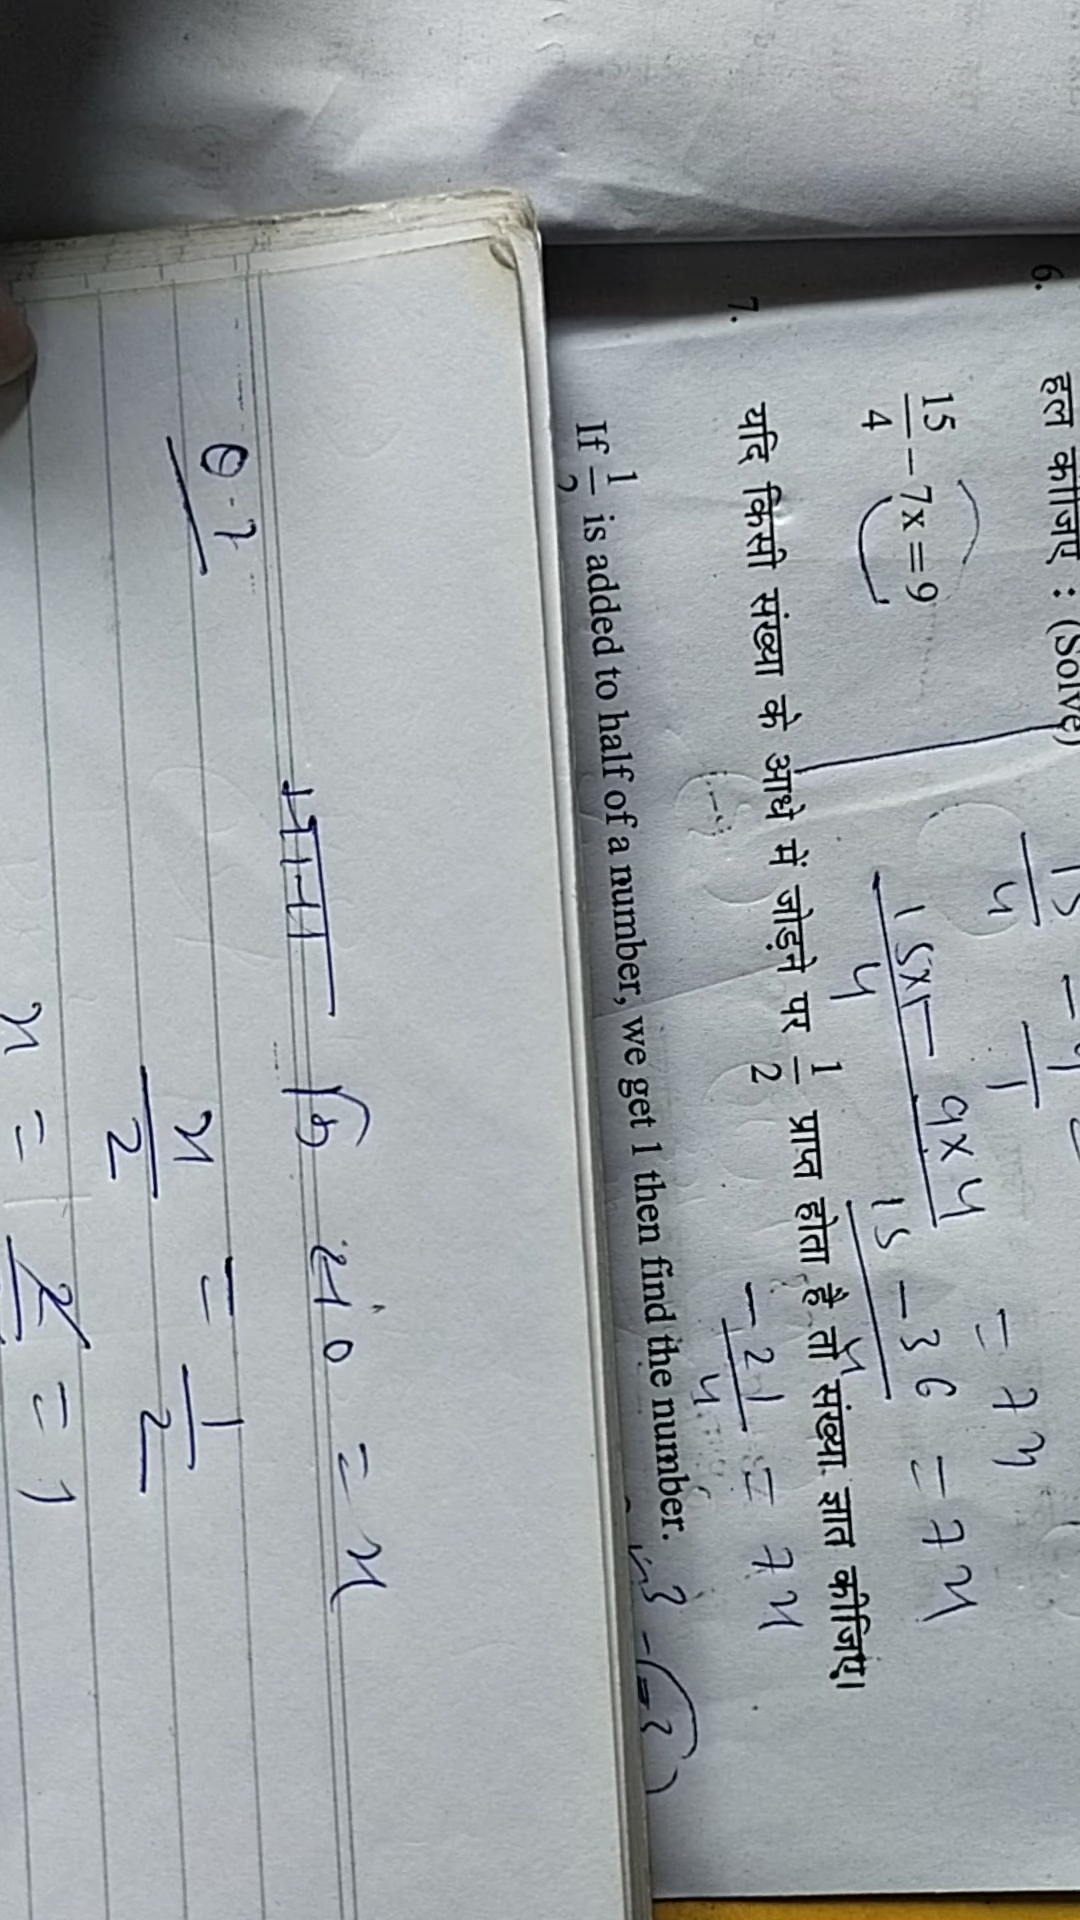 6. हल कीजिए : (Solve)
15/4 - 7x = 9
15/4 - 9/1 = 7x
15×1 - 9×4 / 4 = 7x
15 - 36 / 4 = 7x
-21/4 = 7x
7. यदि किसी संख्या के आधे में जोड़ने पर 1/2 प्राप्त होता है तो संख्या ज्ञात कीजिए।
If 1/2 is added to half of a number, we get 1 then find the number.
माना कि सं० = x
Q.7
x/2 = 1/2
x = 2 = 1